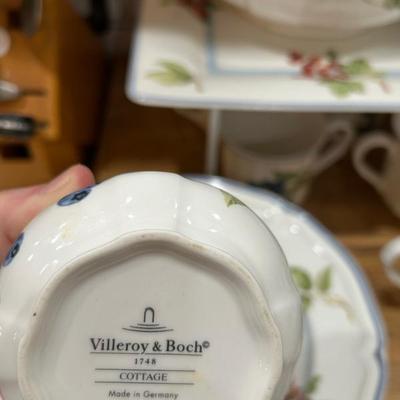 Villeroy & Boch©
1748
COTTAGE
Made in Germany